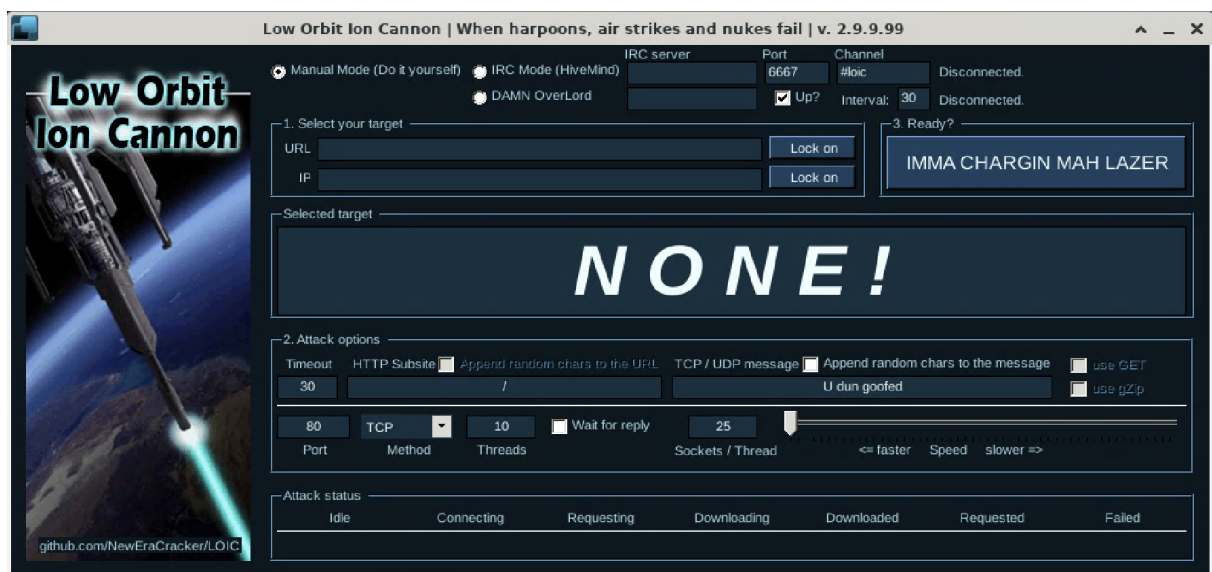 Low Orbit Ion Cannon | When harpoons, air strikes and nukes fail | v. 2.9.9.99
Low Orbit
Ion Cannon
github.com/NewEraCracker/LOIC
IRC server Port Channel
Manual Mode (Do it yourself) IRC Mode (HiveMind) 6667 #loic Disconnected.
DAMN OverLord Up? Interval: 30 Disconnected.
1. Select your target
URL Lock on
IP Lock on
3. Ready?
IMMA CHARGIN MAH LAZER
Selected target
NONE!
2. Attack options
Timeout HTTP Subsite Append random chars to the URL TCP / UDP message Append random chars to the message use GET
30 / U dun goofed use gZip
80 TCP 10 Wait for reply 25
Port Method Threads Sockets / Thread <= faster Speed slower =>
Attack status
Idle Connecting Requesting Downloading Downloaded Requested Failed